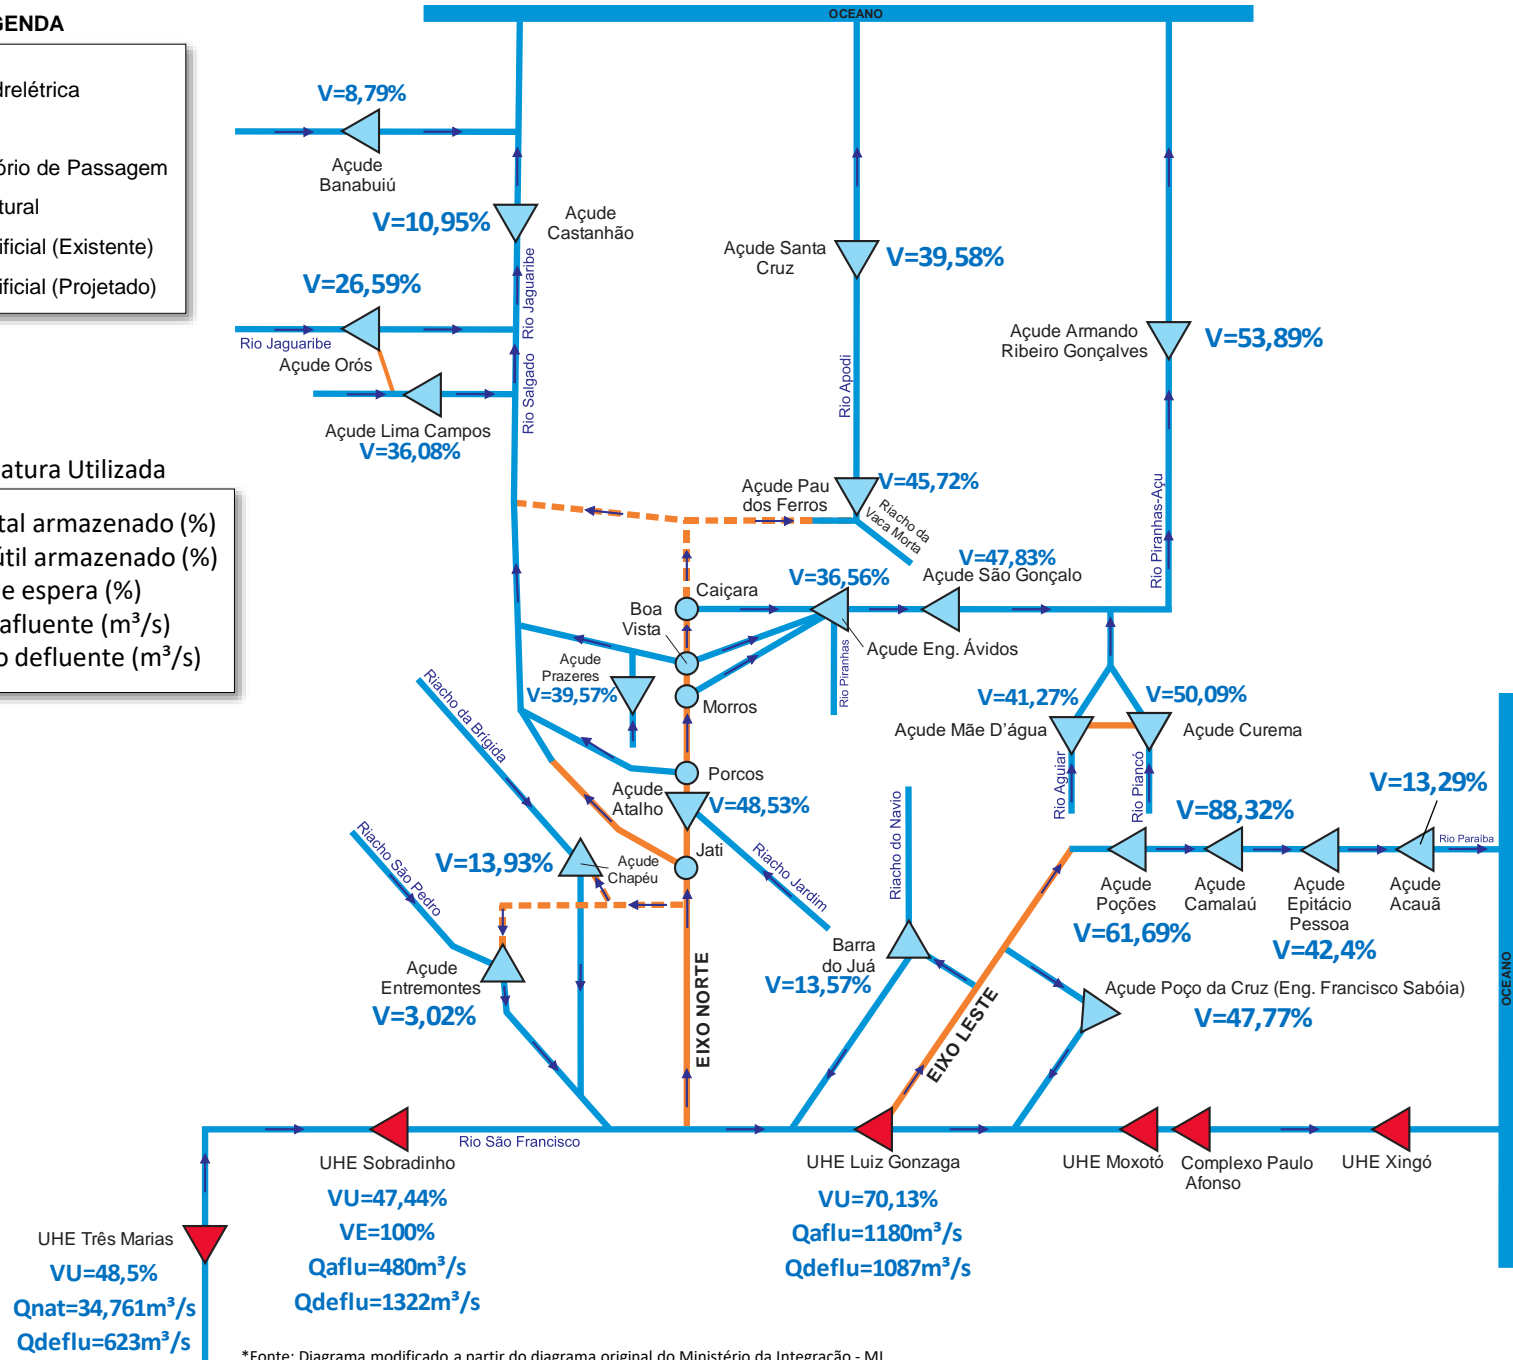 GENDA
drelétrica
ório de Passagem
tural
ificial (Existente)
ificial (Projetado)
atura Utilizada
tal armazenado (%)
útil armazenado (%)
e espera (%)
afluente (m³/s)
o defluente (m³/s)
OCEANO
V=8,79%
Açude
Banabuiú
V=10,95%
Açude
Castanhão
Rio Jaguaribe
V=26,59%
Rio Jaguaribe
Açude Orós
Rio Salgado
Açude Lima Campos
V=36,08%
Açude Santa
Cruz
V=39,58%
Rio Apodi
Açude Armando
Ribeiro Gonçalves
V=53,89%
Rio Piranhas-Açu
Açude Pau
dos Ferros
V=45,72%
Riacho da
Vaca Morta
V=47,83%
Açude São Gonçalo
V=36,56%
Açude Eng. Ávidos
Rio Piranhas
Caiçara
Boa
Vista
Morros
Açude
Prazeres
V=39,57%
Porcos
Açude
Atalho
V=48,53%
Jati
Riacho Jardim
Riacho da Brígida
Riacho São Pedro
V=13,93%
Açude
Chapéu
Açude
Entremontes
V=3,02%
EIXO NORTE
V=41,27%
Açude Mãe D'água
V=50,09%
Açude Curema
Rio Aguiar
Rio Piancó
V=13,29%
V=88,32%
Rio Paraíba
Açude
Poções
V=61,69%
Açude
Camalaú
Açude
Epitácio
Pessoa
V=42,4%
Açude
Acauã
Riacho do Navio
Barra
do Juá
V=13,57%
EIXO LESTE
Açude Poço da Cruz (Eng. Francisco Sabóia)
V=47,77%
OCEANO
Rio São Francisco
UHE Sobradinho
VU=47,44%
VE=100%
Qaflu=480m³/s
Qdeflu=1322m³/s
UHE Luiz Gonzaga
VU=70,13%
Qaflu=1180m³/s
Qdeflu=1087m³/s
UHE Moxotó
Complexo Paulo
Afonso
UHE Xingó
UHE Três Marias
VU=48,5%
Qnat=34,761m³/s
Qdeflu=623m³/s
*Fonte: Diagrama modificado a partir do diagrama original do Ministério da Integração - MI